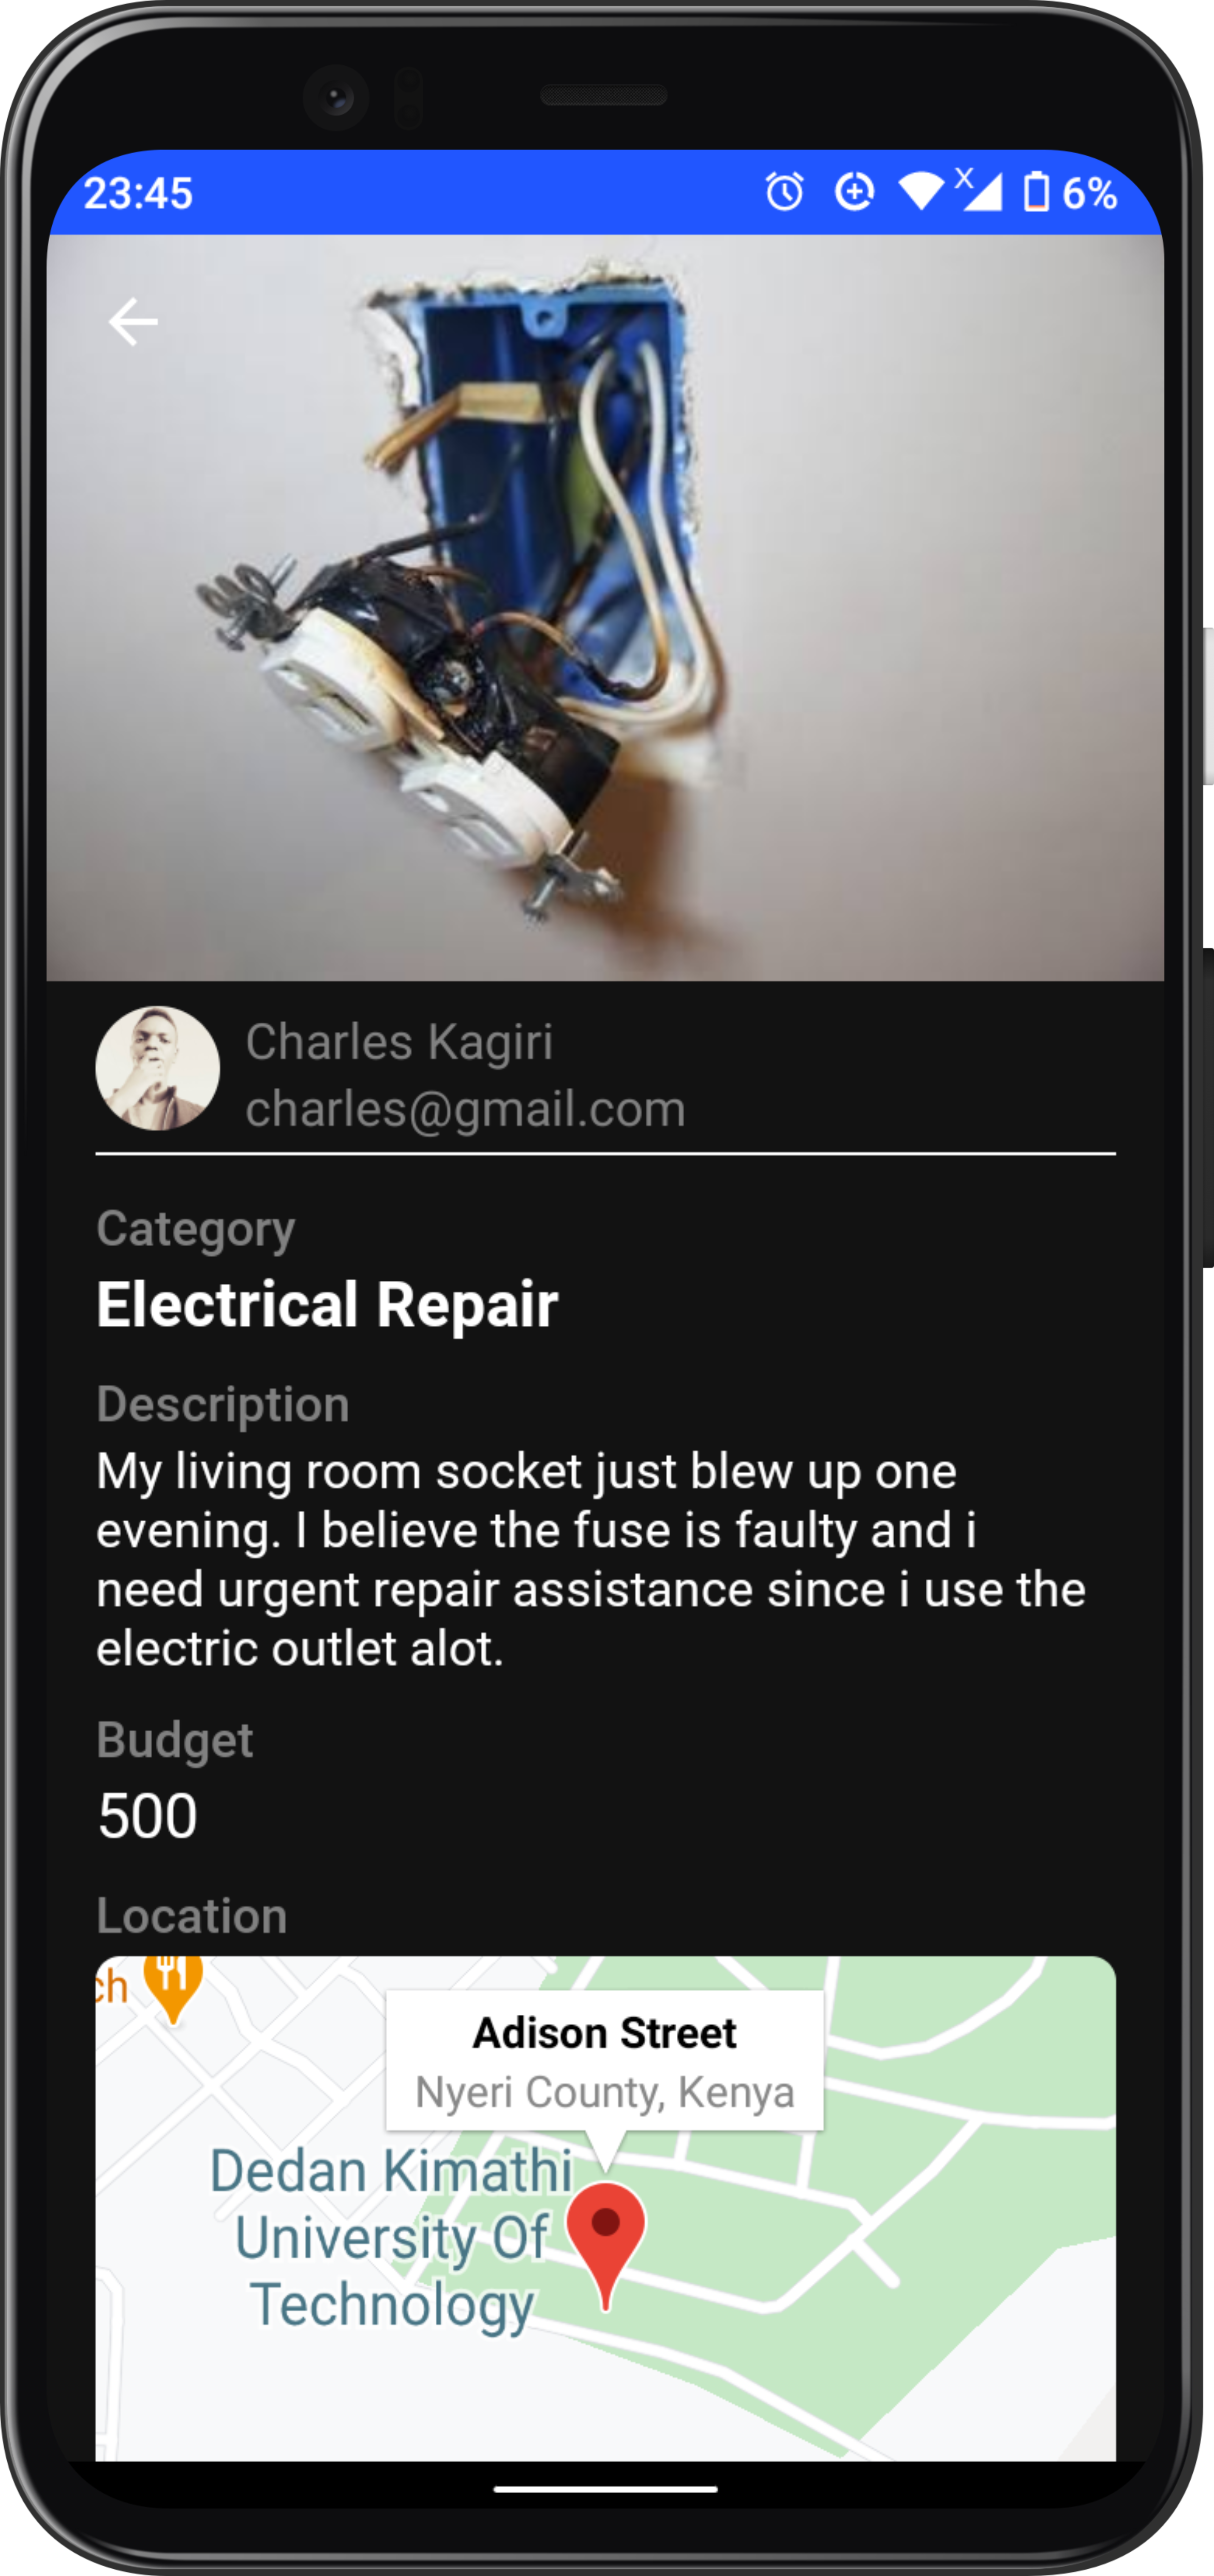 23:45
X
6%
Charles Kagiri
charles@gmail.com
Category
Electrical Repair
Description
My living room socket just blew up one
evening. I believe the fuse is faulty and i
need urgent repair assistance since i use the
electric outlet alot.
Budget
500
Location
ch
Adison Street
Nyeri County, Kenya
Dedan Kimathi
University Of
Technology